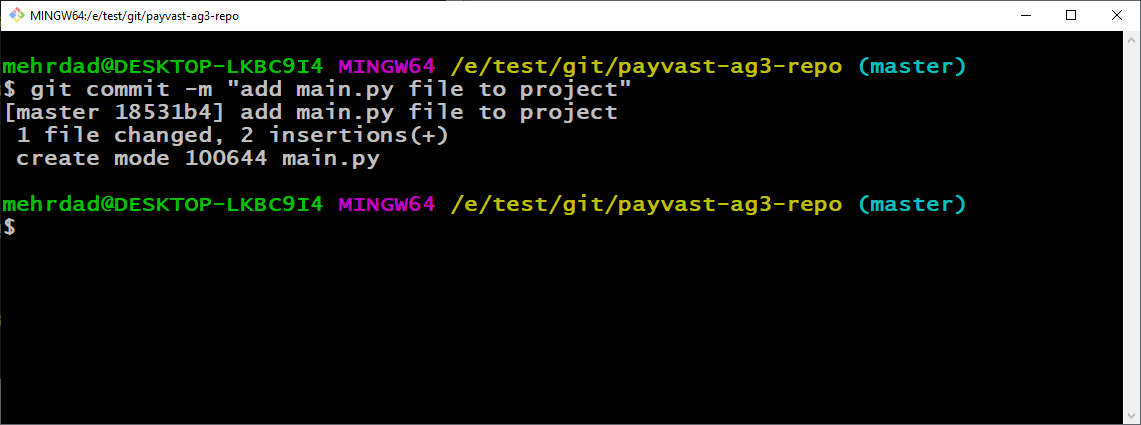 MINGW64:/e/test/git/payvast-ag3-repo
mehrdad@DESKTOP-LKBC9I4 MINGW64 /e/test/git/payvast-ag3-repo (master)
$ git commit -m "add main.py file to project"
[master 18531b4] add main.py file to project
 1 file changed, 2 insertions(+)
 create mode 100644 main.py
mehrdad@DESKTOP-LKBC9I4 MINGW64 /e/test/git/payvast-ag3-repo (master)
$